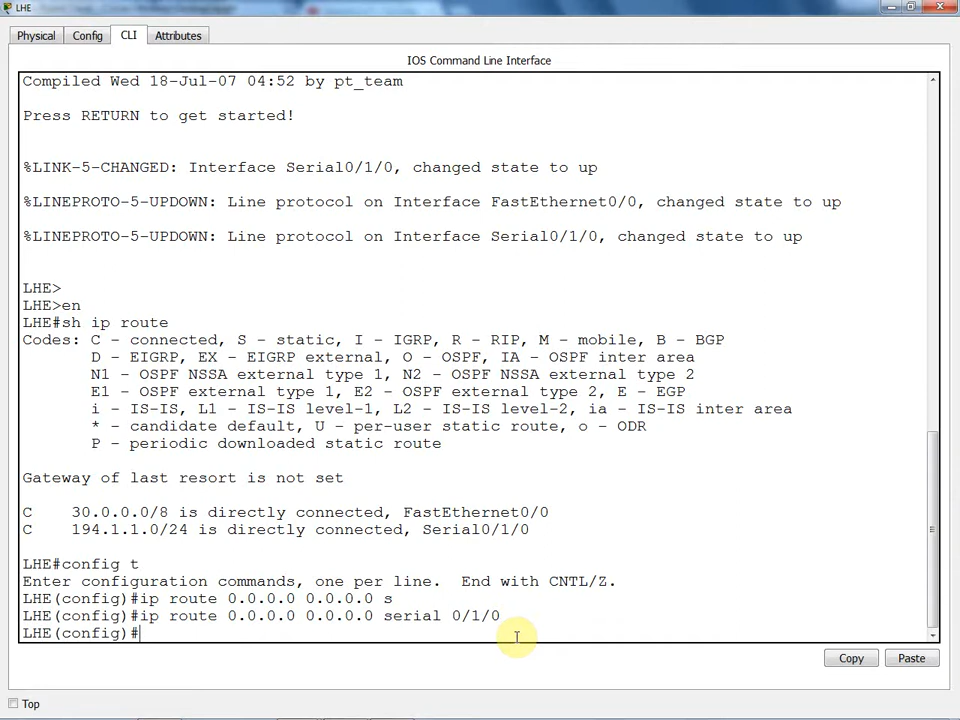 LHE
Physical Config CLI Attributes
IOS Command Line Interface
Compiled Wed 18-Jul-07 04:52 by pt_team
Press RETURN to get started!
%LINK-5-CHANGED: Interface Serial0/1/0, changed state to up
%LINEPROTO-5-UPDOWN: Line protocol on Interface FastEthernet0/0, changed state to up
%LINEPROTO-5-UPDOWN: Line protocol on Interface Serial0/1/0, changed state to up
LHE>
LHE>en
LHE#sh ip route
Codes: C - connected, S - static, I - IGRP, R - RIP, M - mobile, B - BGP
D - EIGRP, EX - EIGRP external, O - OSPF, IA - OSPF inter area
N1 - OSPF NSSA external type 1, N2 - OSPF NSSA external type 2
E1 - OSPF external type 1, E2 - OSPF external type 2, E - EGP
i - IS-IS, L1 - IS-IS level-1, L2 - IS-IS level-2, ia - IS-IS inter area
* - candidate default, U - per-user static route, o - ODR
P - periodic downloaded static route
Gateway of last resort is not set
C 30.0.0.0/8 is directly connected, FastEthernet0/0
C 194.1.1.0/24 is directly connected, Serial0/1/0
LHE#config t
Enter configuration commands, one per line. End with CNTL/Z.
LHE(config)#ip route 0.0.0.0 0.0.0.0 s
LHE(config)#ip route 0.0.0.0 0.0.0.0 serial 0/1/0
LHE(config)#
Copy Paste
Top